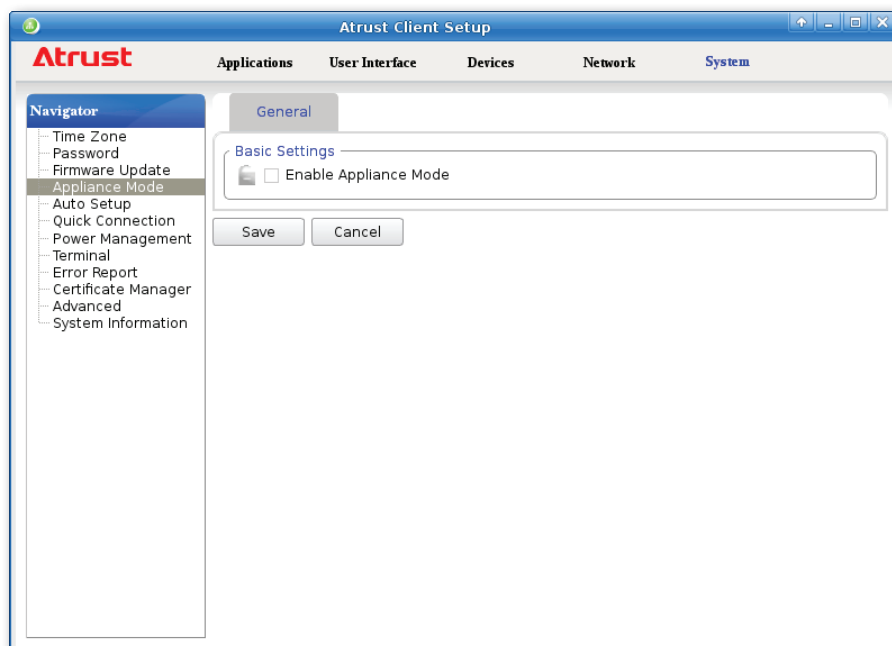 Atrust Client Setup
Atrust
Applications User Interface Devices Network System
Navigator
Time Zone
Password
Firmware Update
Appliance Mode
Auto Setup
Quick Connection
Power Management
Terminal
Error Report
Certificate Manager
Advanced
System Information
General
Basic Settings
Enable Appliance Mode
Save Cancel